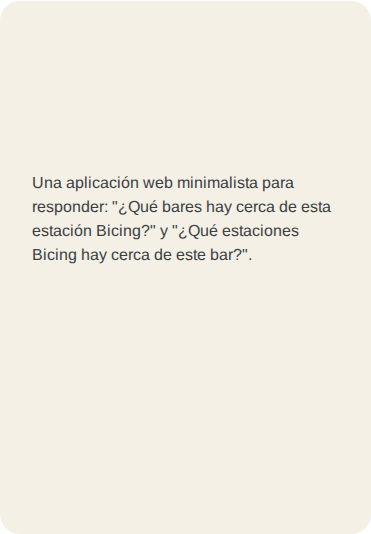 Una aplicación web minimalista para
responder: "¿Qué bares hay cerca de esta
estación Bicing?" y "¿Qué estaciones
Bicing hay cerca de este bar?".